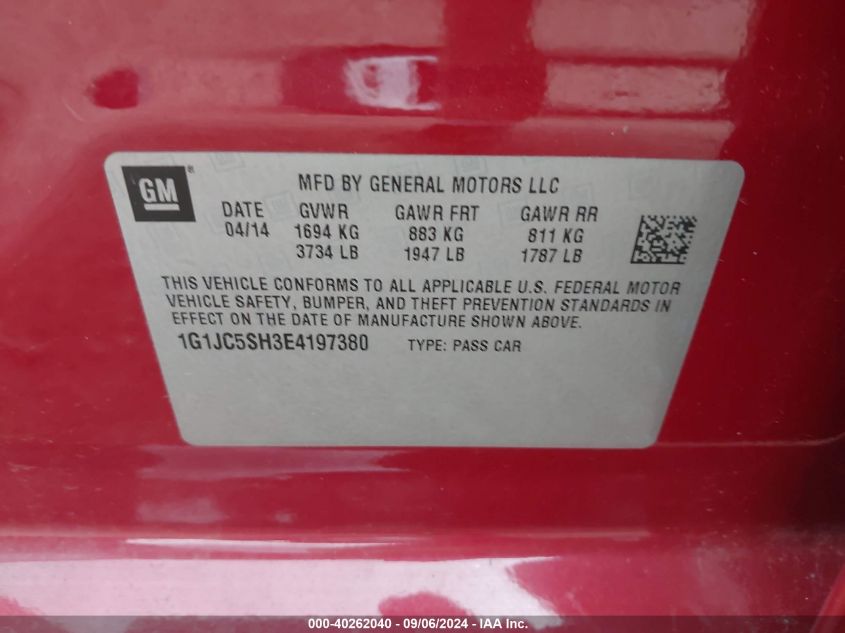 GM®
MFD BY GENERAL MOTORS LLC
DATE GVWR GAWR FRT GAWR RR
04/14 1694 KG 883 KG 811 KG
3734 LB 1947 LB 1787 LB
THIS VEHICLE CONFORMS TO ALL APPLICABLE U.S. FEDERAL MOTOR
VEHICLE SAFETY, BUMPER, AND THEFT PREVENTION STANDARDS IN
EFFECT ON THE DATE OF MANUFACTURE SHOWN ABOVE.
1G1JC5SH3E4197380 TYPE: PASS CAR
000-40262040 - 09/06/2024 - IAA Inc.